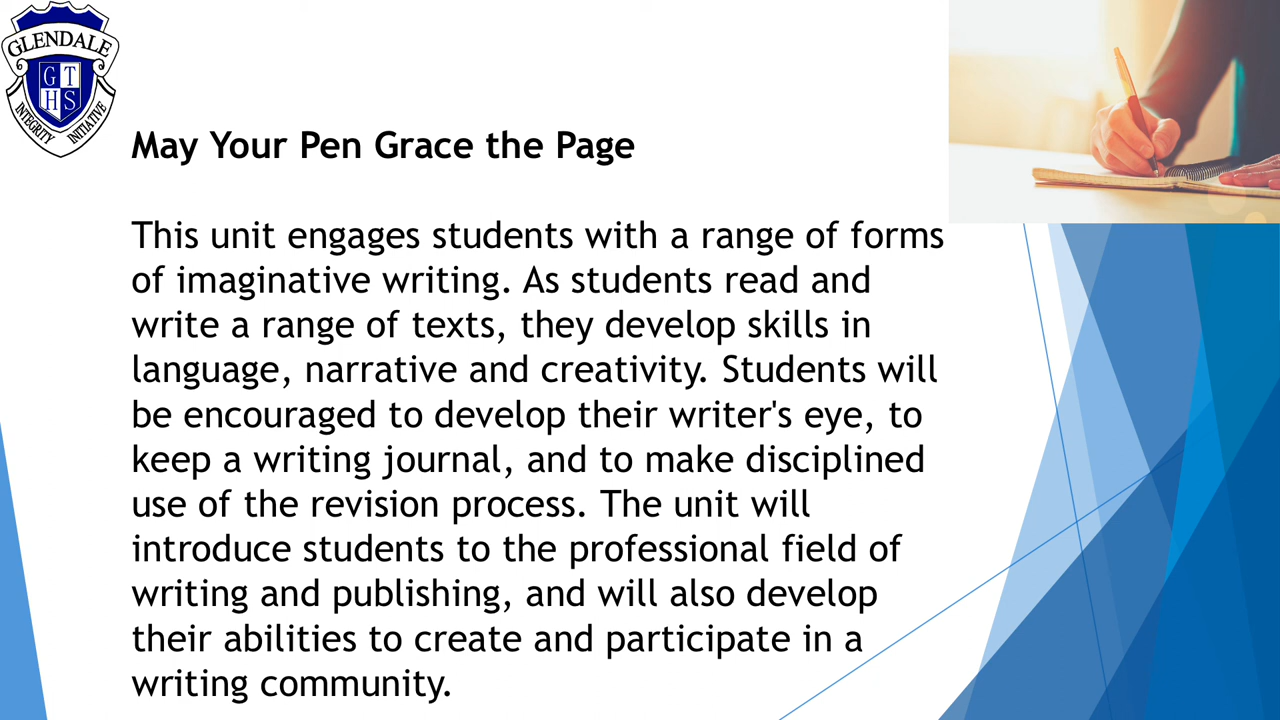 GLENDALE
G T
H S
INTEGRITY INITIATIVE
May Your Pen Grace the Page
This unit engages students with a range of forms
of imaginative writing. As students read and
write a range of texts, they develop skills in
language, narrative and creativity. Students will
be encouraged to develop their writer's eye, to
keep a writing journal, and to make disciplined
use of the revision process. The unit will
introduce students to the professional field of
writing and publishing, and will also develop
their abilities to create and participate in a
writing community.